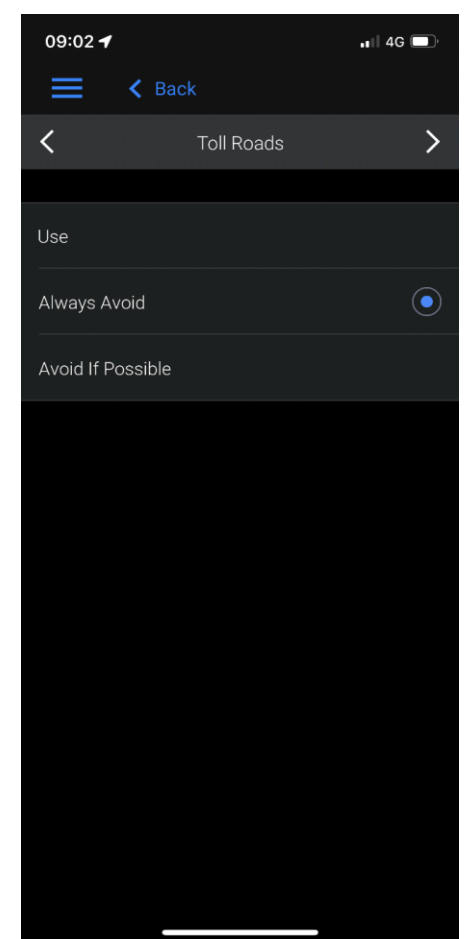 09:02 4G
Back
Toll Roads
Use
Always Avoid
Avoid If Possible